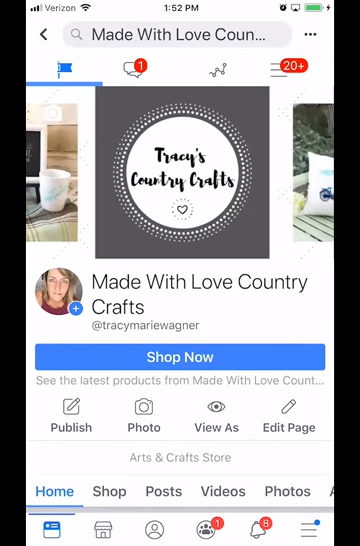 Verizon
1:52 PM
Made With Love Coun...
1
20+
Tracy's
Country Crafts
Made With Love Country
Crafts
@tracymariewagner
Shop Now
See the latest products from Made With Love Count...
Publish
Photo
View As
Edit Page
Arts & Crafts Store
Home
Shop
Posts
Videos
Photos
A
1
8